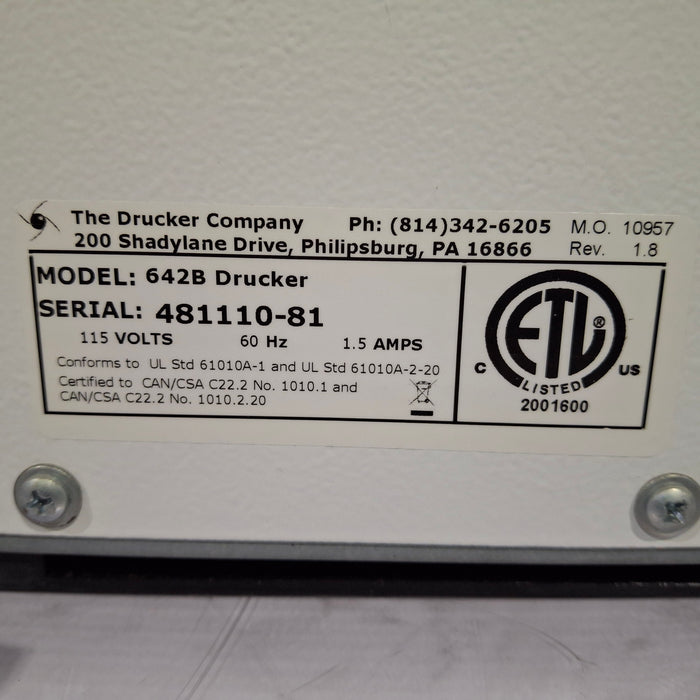 The Drucker Company Ph: (814)342-6205 M.O. 10957
200 Shadylane Drive, Philipsburg, PA 16866 Rev. 1.8
MODEL: 642B Drucker
SERIAL: 481110-81
115 VOLTS 60 Hz 1.5 AMPS
Conforms to UL Std 61010A-1 and UL Std 61010A-2-20
Certified to CAN/CSA C22.2 No. 1010.1 and
CAN/CSA C22.2 No. 1010.2.20
ETL ®
C US
LISTED
2001600